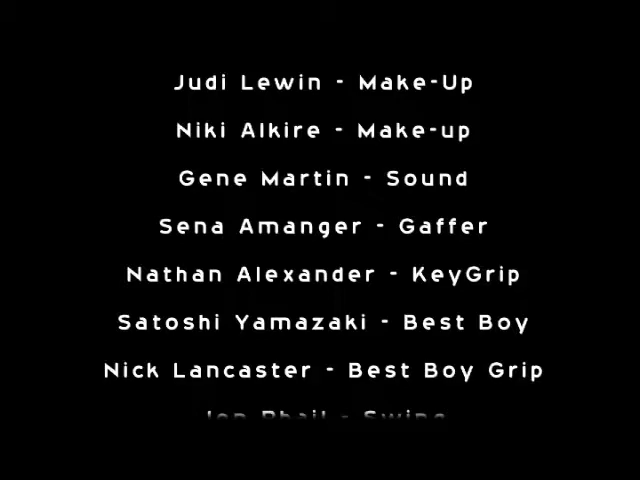 Judi Lewin - Make-Up
Niki Alkire - Make-up
Gene Martin - Sound
Sena Amanger - Gaffer
Nathan Alexander - KeyGrip
Satoshi Yamazaki - Best Boy
Nick Lancaster - Best Boy Grip
- Swing